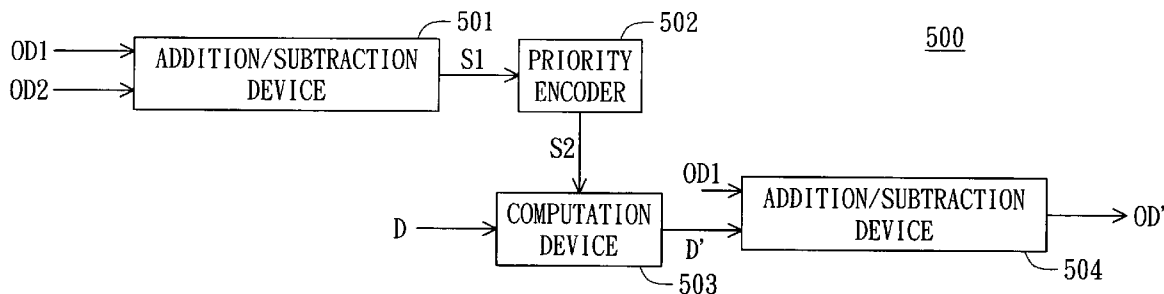 501
502
500
OD1
OD2
ADDITION/SUBTRACTION
DEVICE
S1
PRIORITY
ENCODER
S2
OD1
D
COMPUTATION
DEVICE
D'
ADDITION/SUBTRACTION
DEVICE
OD'
503
504